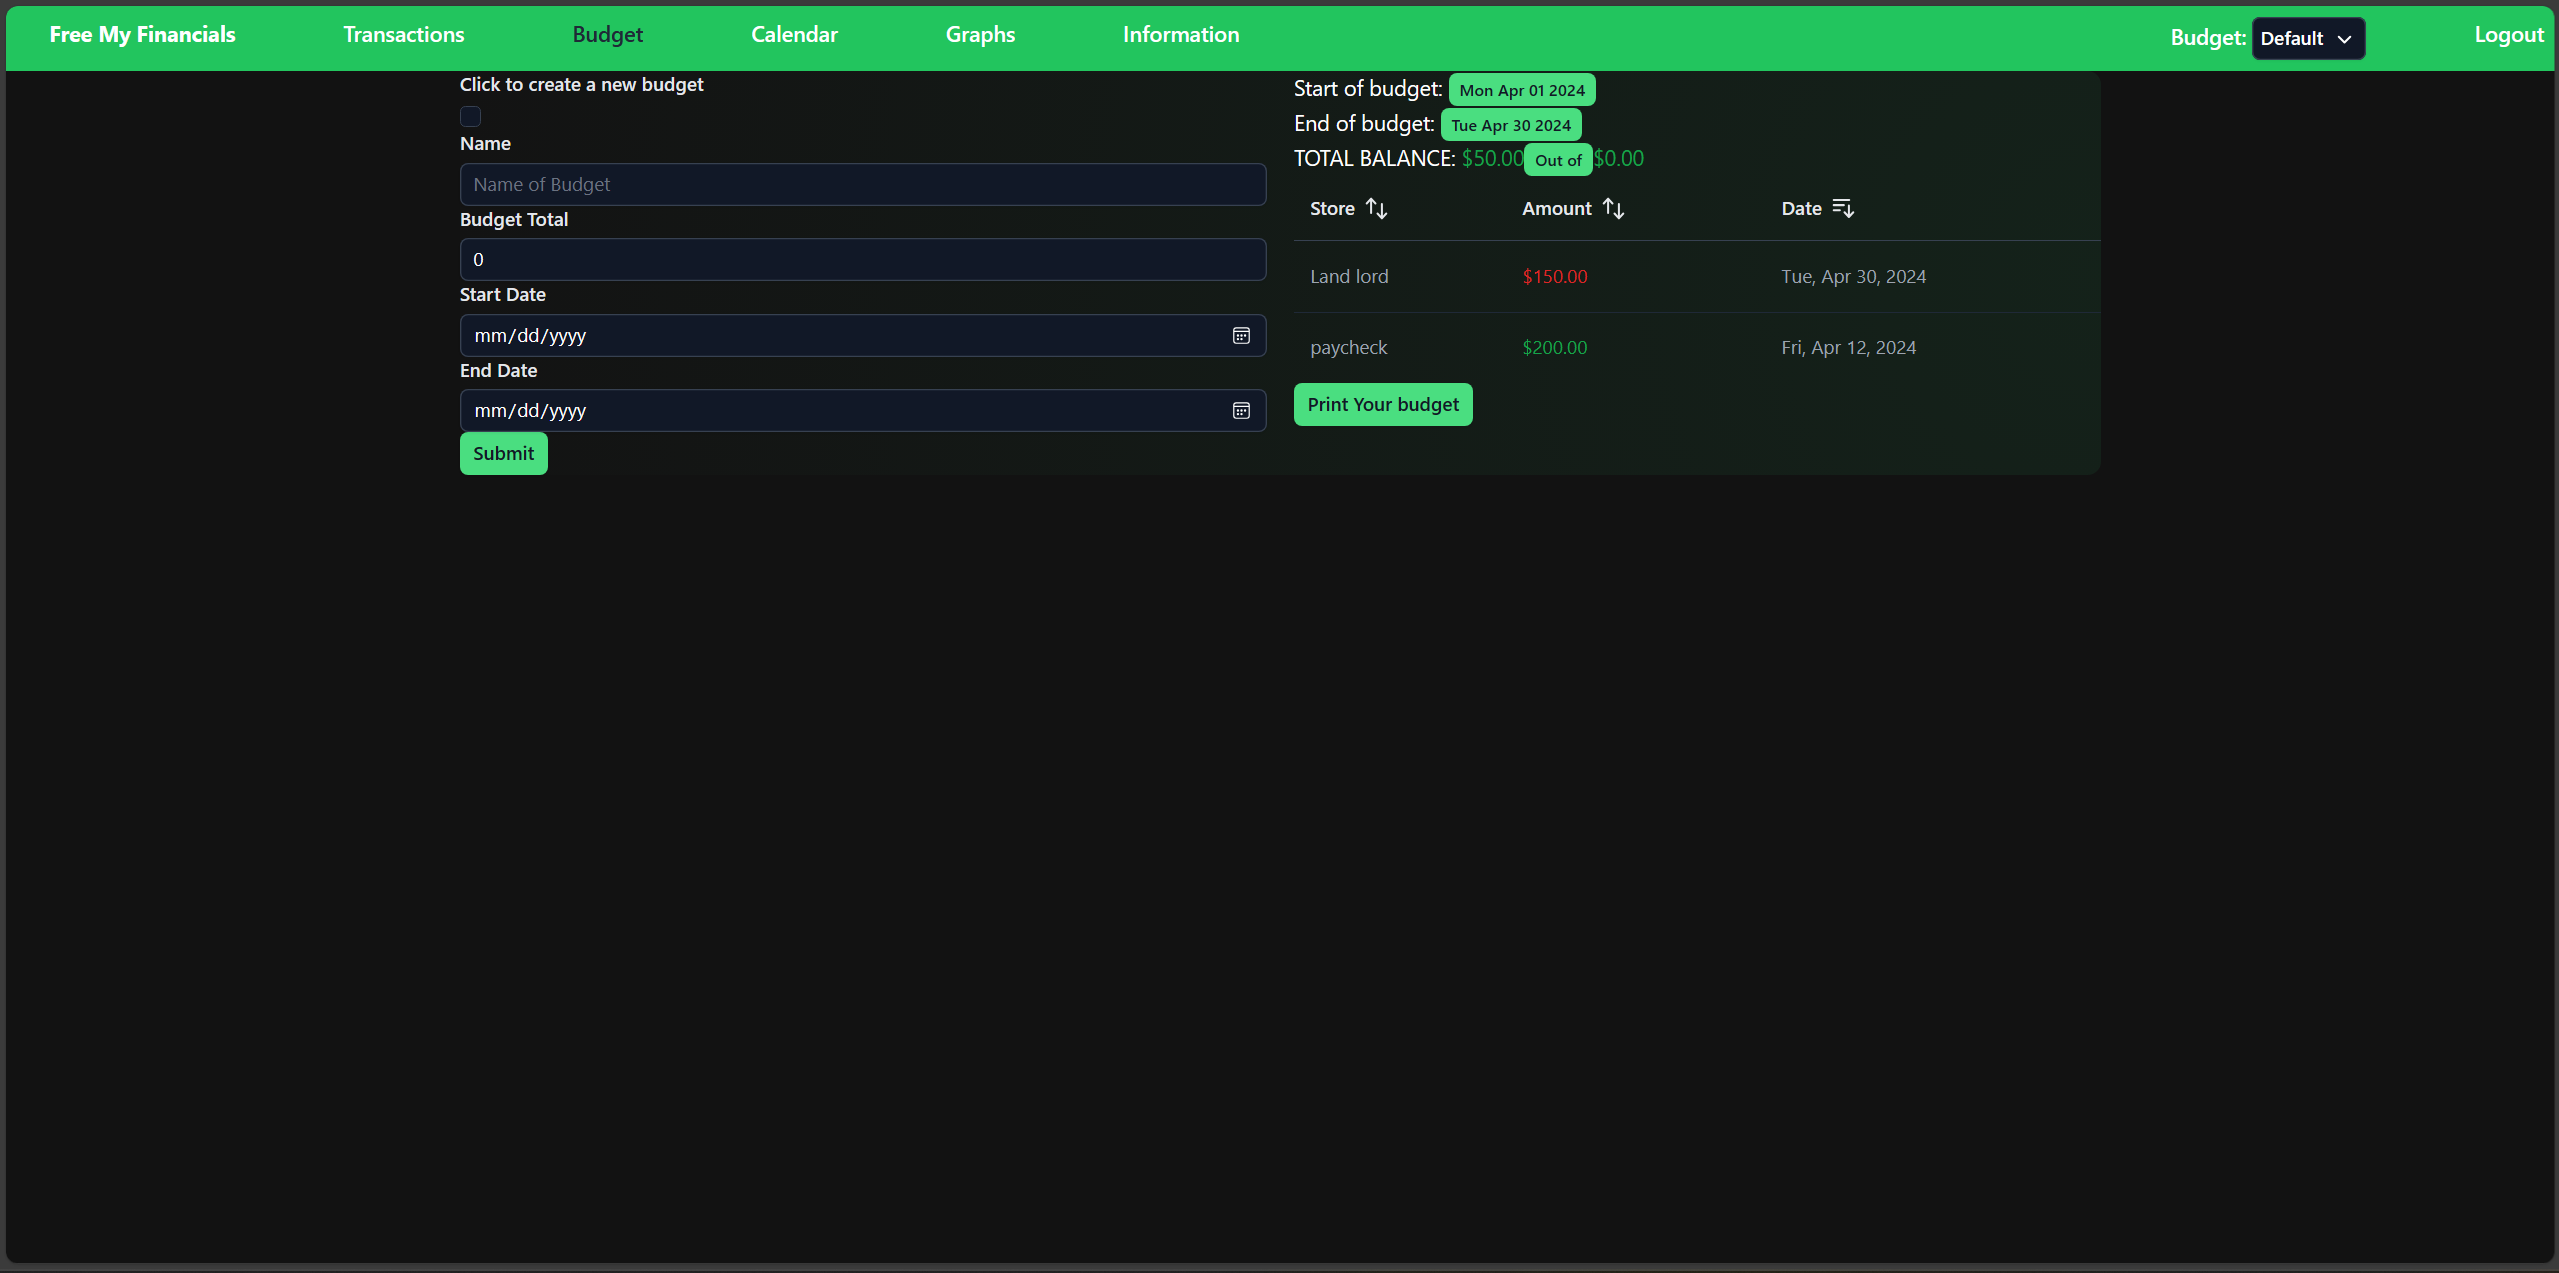 Free My Financials Transactions Budget Calendar Graphs Information Budget: Default Logout
Click to create a new budget
Name
Name of Budget
Budget Total
0
Start Date
mm/dd/yyyy
End Date
mm/dd/yyyy
Submit
Start of budget: Mon Apr 01 2024
End of budget: Tue Apr 30 2024
TOTAL BALANCE: $50.00 Out of $0.00
Store Amount Date
Land lord $150.00 Tue, Apr 30, 2024
paycheck $200.00 Fri, Apr 12, 2024
Print Your budget